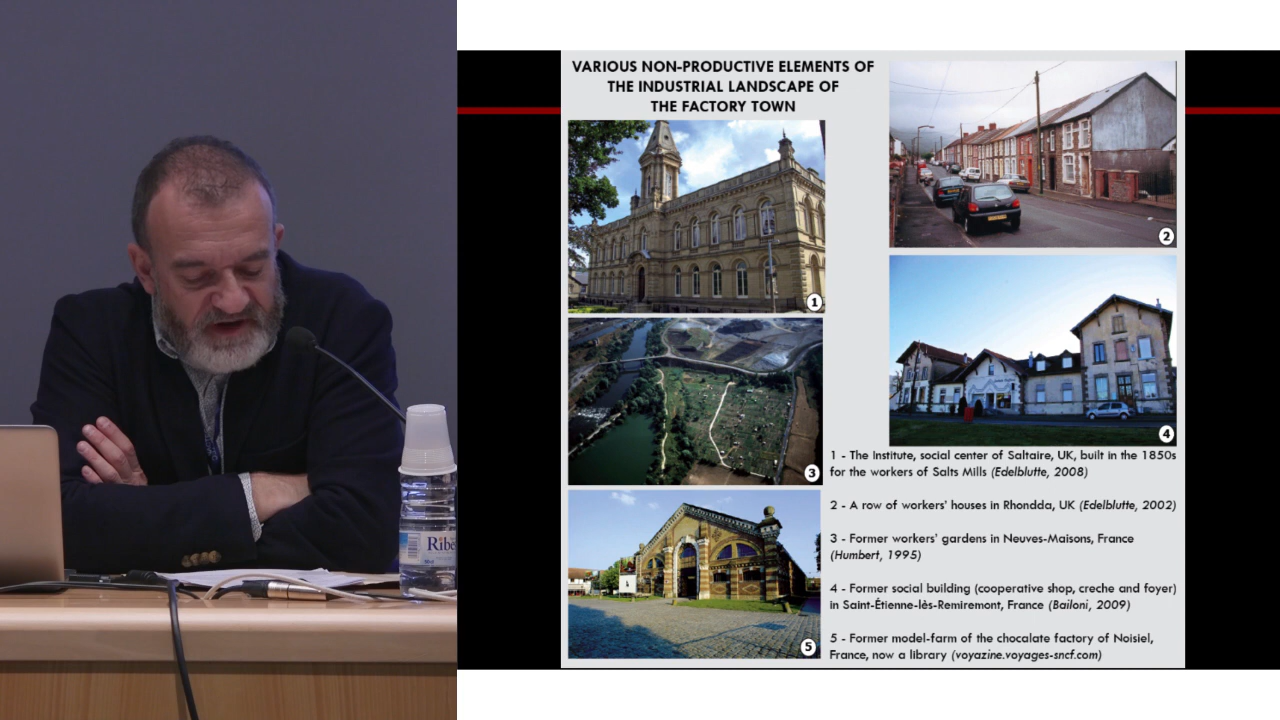 VARIOUS NON-PRODUCTIVE ELEMENTS OF
THE INDUSTRIAL LANDSCAPE OF
THE FACTORY TOWN
1
2
3
4
5
1 - The Institute, social center of Saltaire, UK, built in the 1850s
for the workers of Salts Mills (Edelblutte, 2008)
2 - A row of workers' houses in Rhondda, UK (Edelblutte, 2002)
3 - Former workers' gardens in Neuves-Maisons, France
(Humbert, 1995)
4 - Former social building (cooperative shop, creche and foyer)
in Saint-Étienne-lès-Remiremont, France (Bailoni, 2009)
5 - Former model-farm of the chocalate factory of Noisiel,
France, now a library (voyazine.voyages-sncf.com)